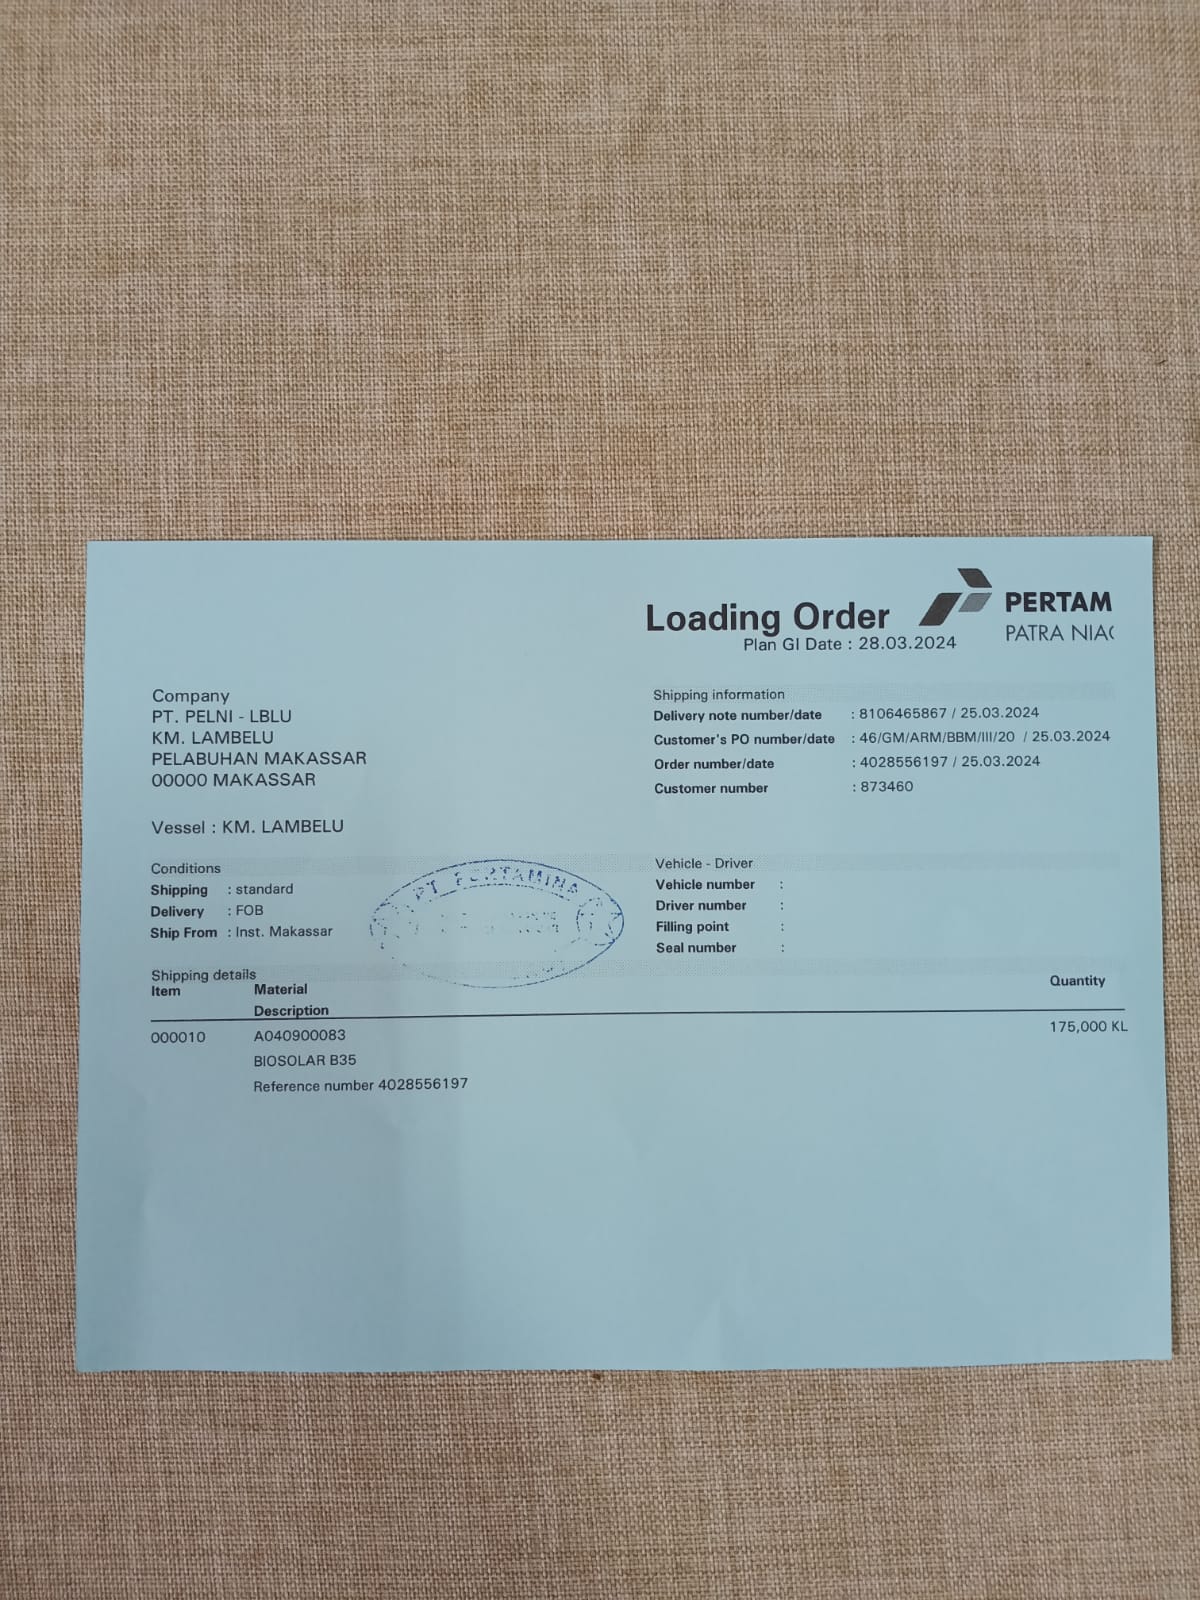 Loading Order
Plan GI Date : 28.03.2024
PERTAM
PATRA NIAG
Company
PT. PELNI - LBLU
KM. LAMBELU
PELABUHAN MAKASSAR
00000 MAKASSAR
Vessel : KM. LAMBELU
Shipping information
Delivery note number/date : 8106465867 / 25.03.2024
Customer's PO number/date : 46/GM/ARM/BBM/III/20 / 25.03.2024
Order number/date : 4028556197 / 25.03.2024
Customer number : 873460
Conditions
Shipping : standard
Delivery : FOB
Ship From : Inst. Makassar
PT. PERTAMINA
Vehicle - Driver
Vehicle number :
Driver number :
Filling point :
Seal number :
Shipping details
Item Material Quantity
Description
000010 A040900083 175,000 KL
BIOSOLAR B35
Reference number 4028556197